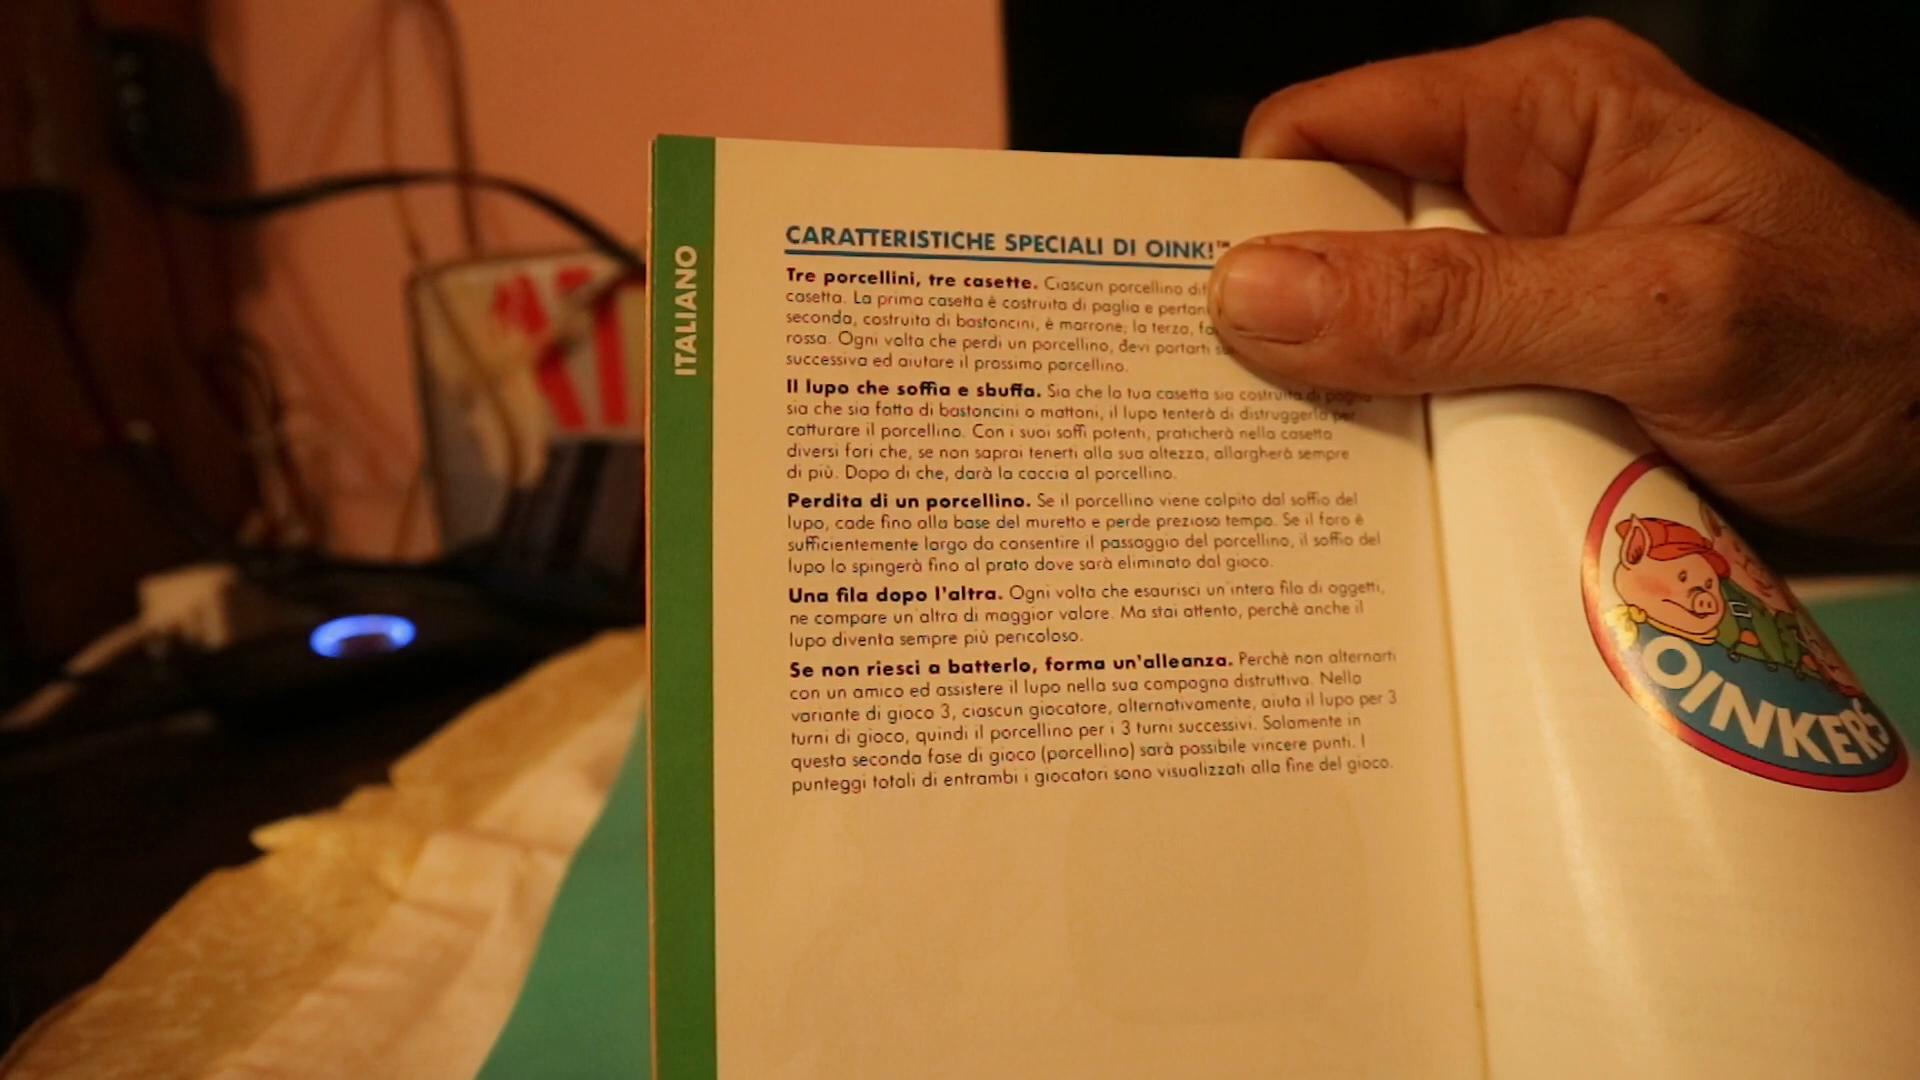 ITALIANO
CARATTERISTICHE SPECIALI DI OINK!™
Tre porcellini, tre casette. Ciascun porcellino
casetta. La prima casetta è costruita di paglia e
seconda, costruita di bastoncini, è marrone; la terza,
rossa. Ogni volta che perdi un porcellino, devi portarti
successiva ed aiutare il prossimo porcellino.
Il lupo che soffia e sbuffa. Sia che la tua casetta sia costruita di paglia
sia che sia fatta di bastoncini o mattoni, il lupo tenterà di distruggerla per
catturare il porcellino. Con i suoi soffi potenti, praticherà nella casetta
diversi fori che, se non saprai tenerti alla sua altezza, allargherà sempre
di più. Dopo di che, darà la caccia al porcellino.
Perdita di un porcellino. Se il porcellino viene colpito dal soffio del
lupo, cade fino alla base del muretto e perde prezioso tempo. Se il foro è
sufficientemente largo da consentire il passaggio del porcellino, il soffio del
lupo lo spingerà fino al prato dove sarà eliminato dal gioco.
Una fila dopo l'altra. Ogni volta che esaurisci un'intera fila di oggetti,
ne compare un'altra di maggior valore. Ma stai attento, perchè anche il
lupo diventa sempre più pericoloso.
Se non riesci a batterlo, forma un'alleanza. Perchè non alternarti
con un amico ed assistere il lupo nella sua campagna distruttiva. Nella
variante di gioco 3, ciascun giocatore, alternativamente, aiuta il lupo per 3
turni di gioco, quindi il porcellino per i 3 turni successivi. Solamente in
questa seconda fase di gioco (porcellino) sarà possibile vincere punti. I
punteggi totali di entrambi i giocatori sono visualizzati alla fine del gioco.
OINKERS